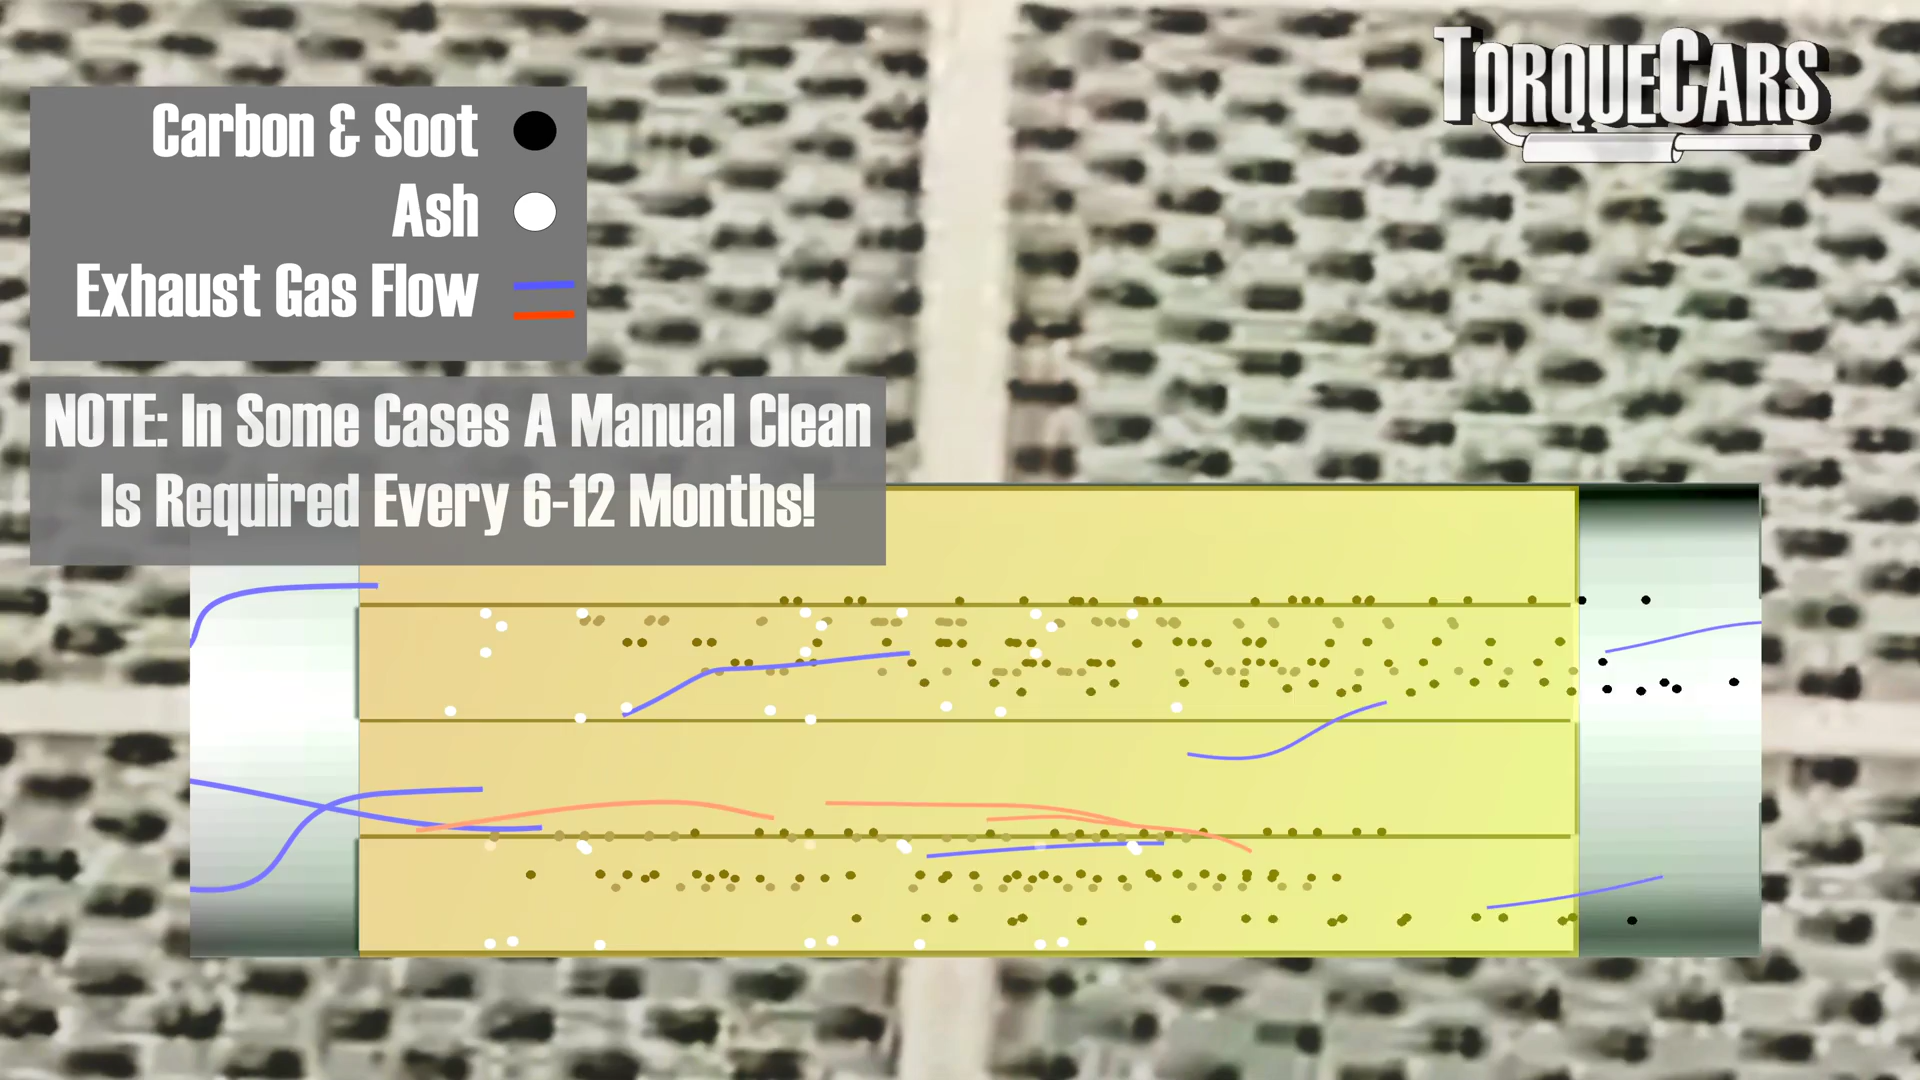 TorqueCars
Carbon & Soot
Ash
Exhaust Gas Flow
NOTE: In Some Cases A Manual Clean
Is Required Every 6-12 Months!